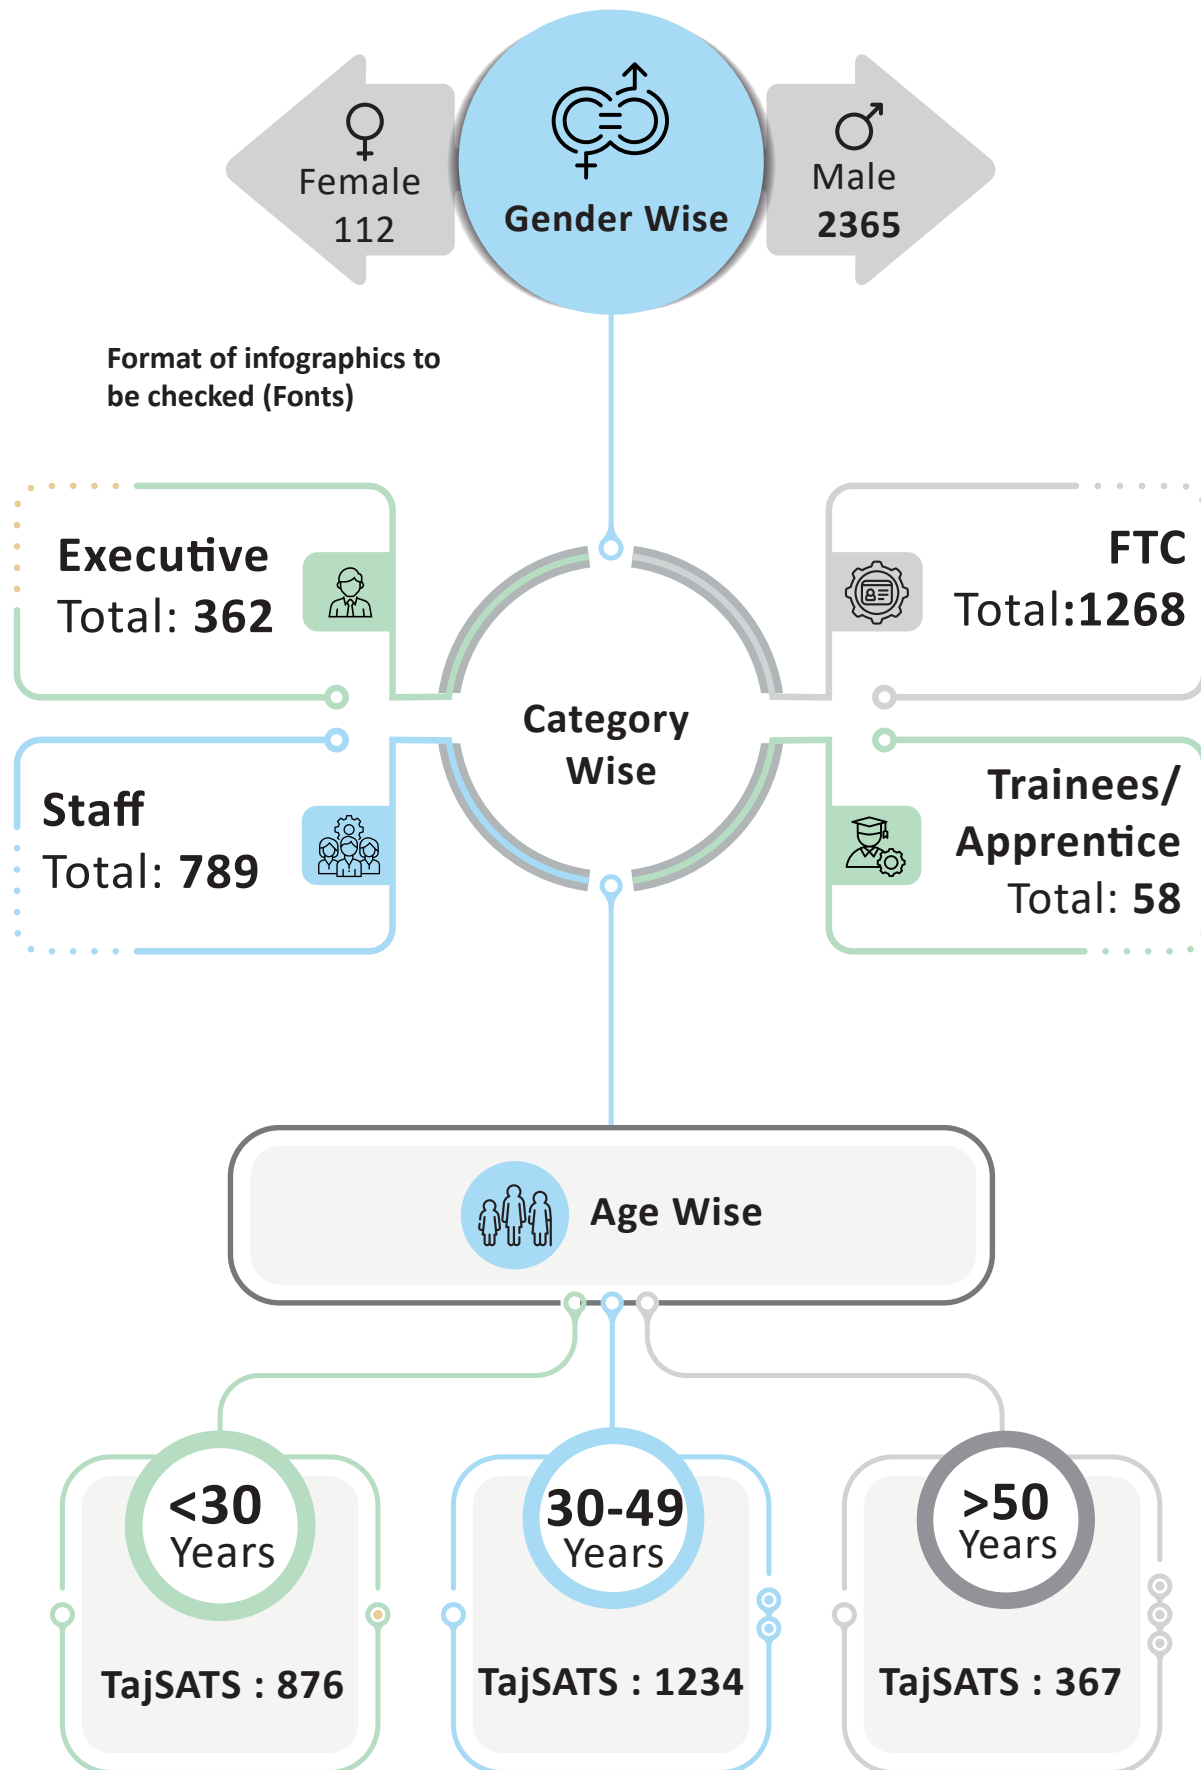 Female
112
Gender Wise
Male
2365
Format of infographics to
be checked (Fonts)
Executive
Total: 362
FTC
Total:1268
Category
Wise
Staff
Total: 789
Trainees/
Apprentice
Total: 58
Age Wise
<30
Years
TajSATS : 876
30-49
Years
TajSATS : 1234
>50
Years
TajSATS : 367